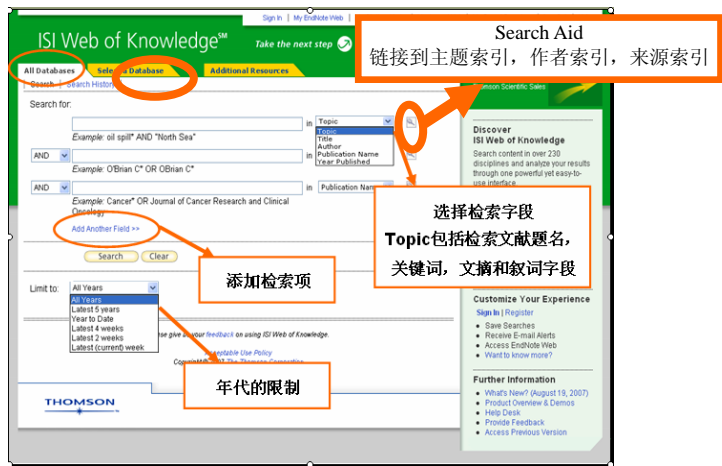 Sign In | My EndNote Web |
ISI Web of Knowledge℠
Take the next step
Search Aid
链接到主题索引，作者索引，来源索引
All Databases
Database
Additional Resources
Search | Search History
Thomson Scientific Sales
Search for:
in Topic
Example: oil spill* AND "North Sea"
Topic
Title
Author
Publication Name
Year Published
AND
in
Example: O'Brian C* OR OBrian C*
AND
in Publication Name
Example: Cancer* OR Journal of Cancer Research and Clinical
Oncology
Add Another Field >>
Search
Clear
Discover
ISI Web of Knowledge
Search content in over 230
disciplines and analyze your results
through one powerful yet easy-to-
use interface.
选择检索字段
Topic包括检索文献题名，
关键词，文摘和叙词字段
添加检索项
Limit to:
All Years
All Years
Latest 5 years
Year to Date
Latest 4 weeks
Latest 2 weeks
Latest (current) week
give us your feedback on using ISI Web of Knowledge.
Acceptable Use Policy
The Thomson Corporation
年代的限制
THOMSON
Customize Your Experience
Sign In | Register
Save Searches
Receive E-mail Alerts
Access EndNote Web
Want to know more?
Further Information
What's New? (August 19, 2007)
Product Overview & Demos
Help Desk
Provide Feedback
Access Previous Version